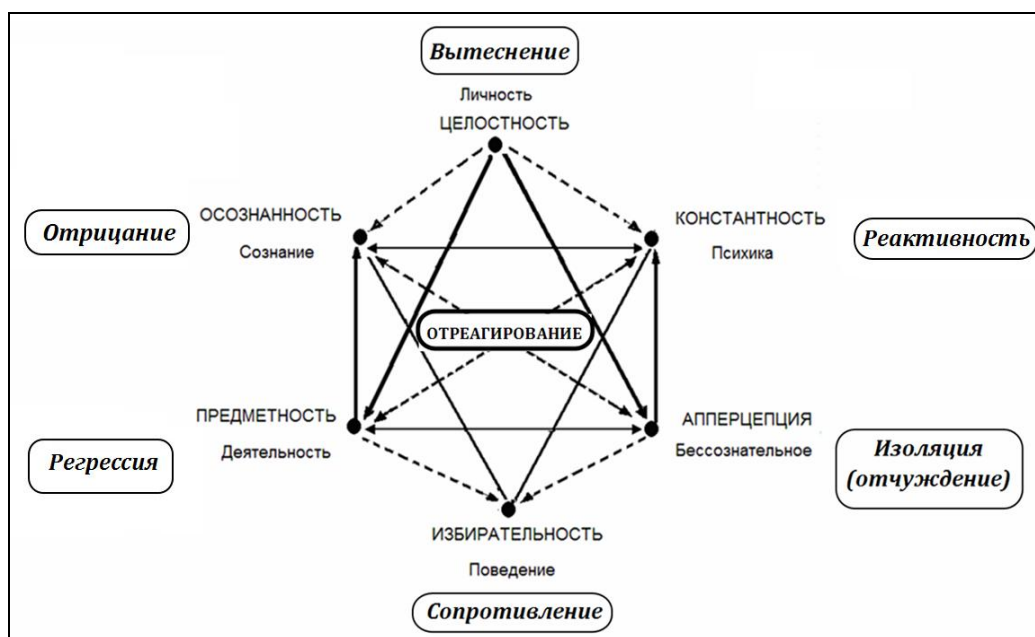 Вытеснение
Личность
ЦЕЛОСТНОСТЬ
ОСОЗНАННОСТЬ
КОНСТАНТНОСТЬ
Отрицание
Реактивность
Сознание
Психика
ОТРЕАГИРОВАНИЕ
ПРЕДМЕТНОСТЬ
АППЕРЦЕПЦИЯ
Регрессия
Деятельность
Бессознательное
Изоляция
(отчуждение)
ИЗБИРАТЕЛЬНОСТЬ
Поведение
Сопротивление